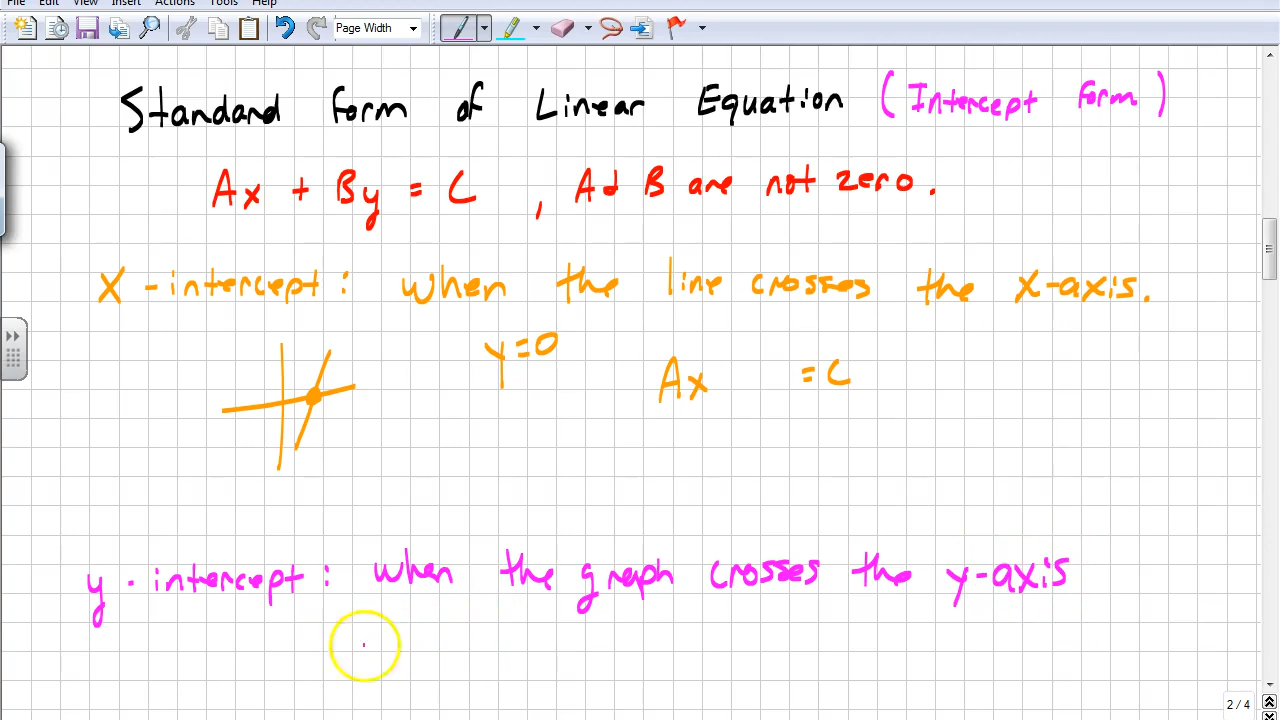 File Edit View Insert Actions Tools Help
Page Width
Standard Form of Linear Equation (Intercept Form)
Ax + By = C , A & B are not zero.
X-intercept: when the line crosses the x-axis.
y=0
Ax = C
y-intercept: when the graph crosses the y-axis
2/4